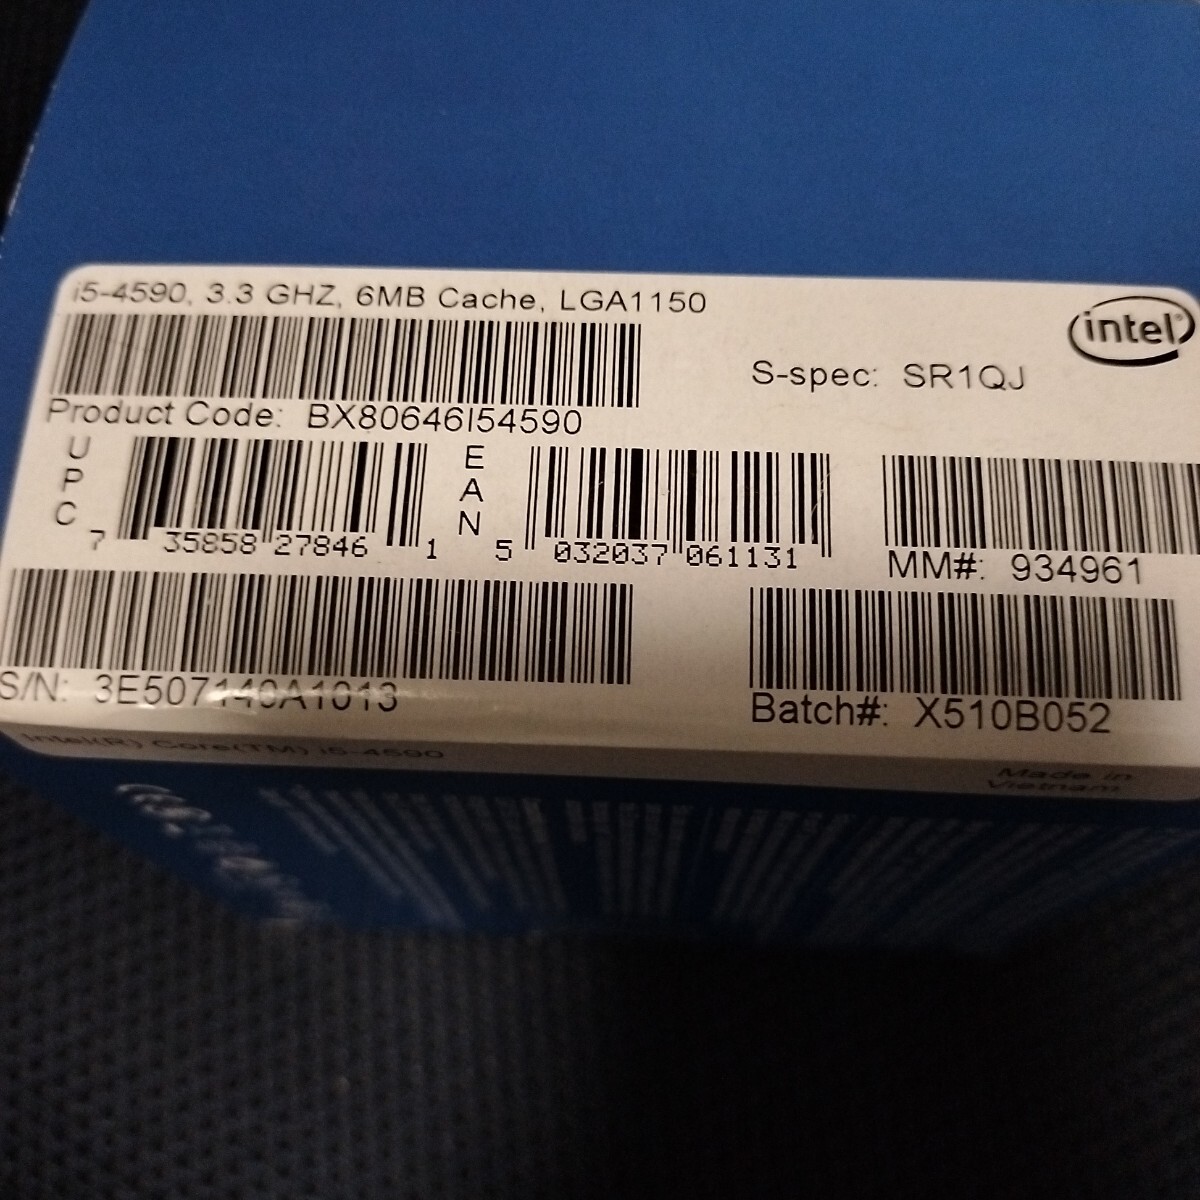 i5-4590, 3.3 GHZ, 6MB Cache, LGA1150
intel
S-spec: SR1QJ
Product Code: BX80646I54590
UPC
7 35858 27846 1
EAN
5 032037 061131
MM#: 934961
S/N: 3E507140A1013
Batch#: X510B052
Intel(R) Core(TM) i5-4590
Made in
Vietnam